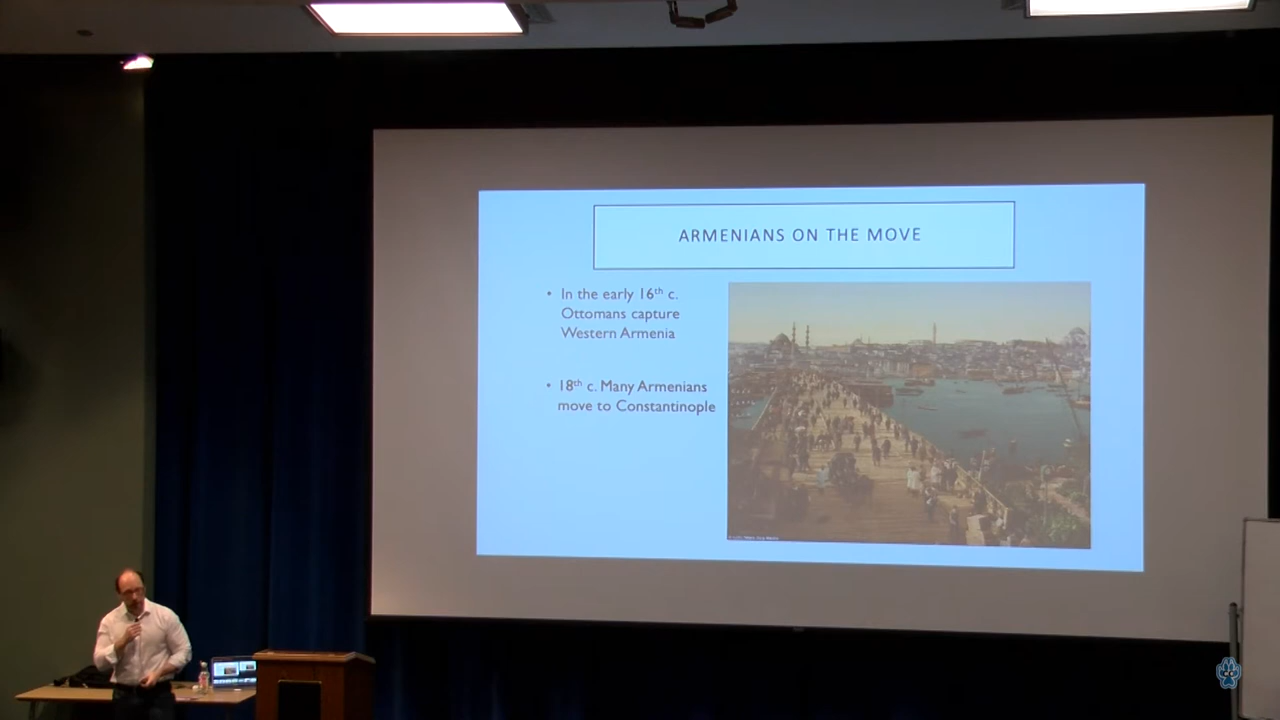 ARMENIANS ON THE MOVE
• In the early 16th c.
Ottomans capture
Western Armenia
• 18th c. Many Armenians
move to Constantinople